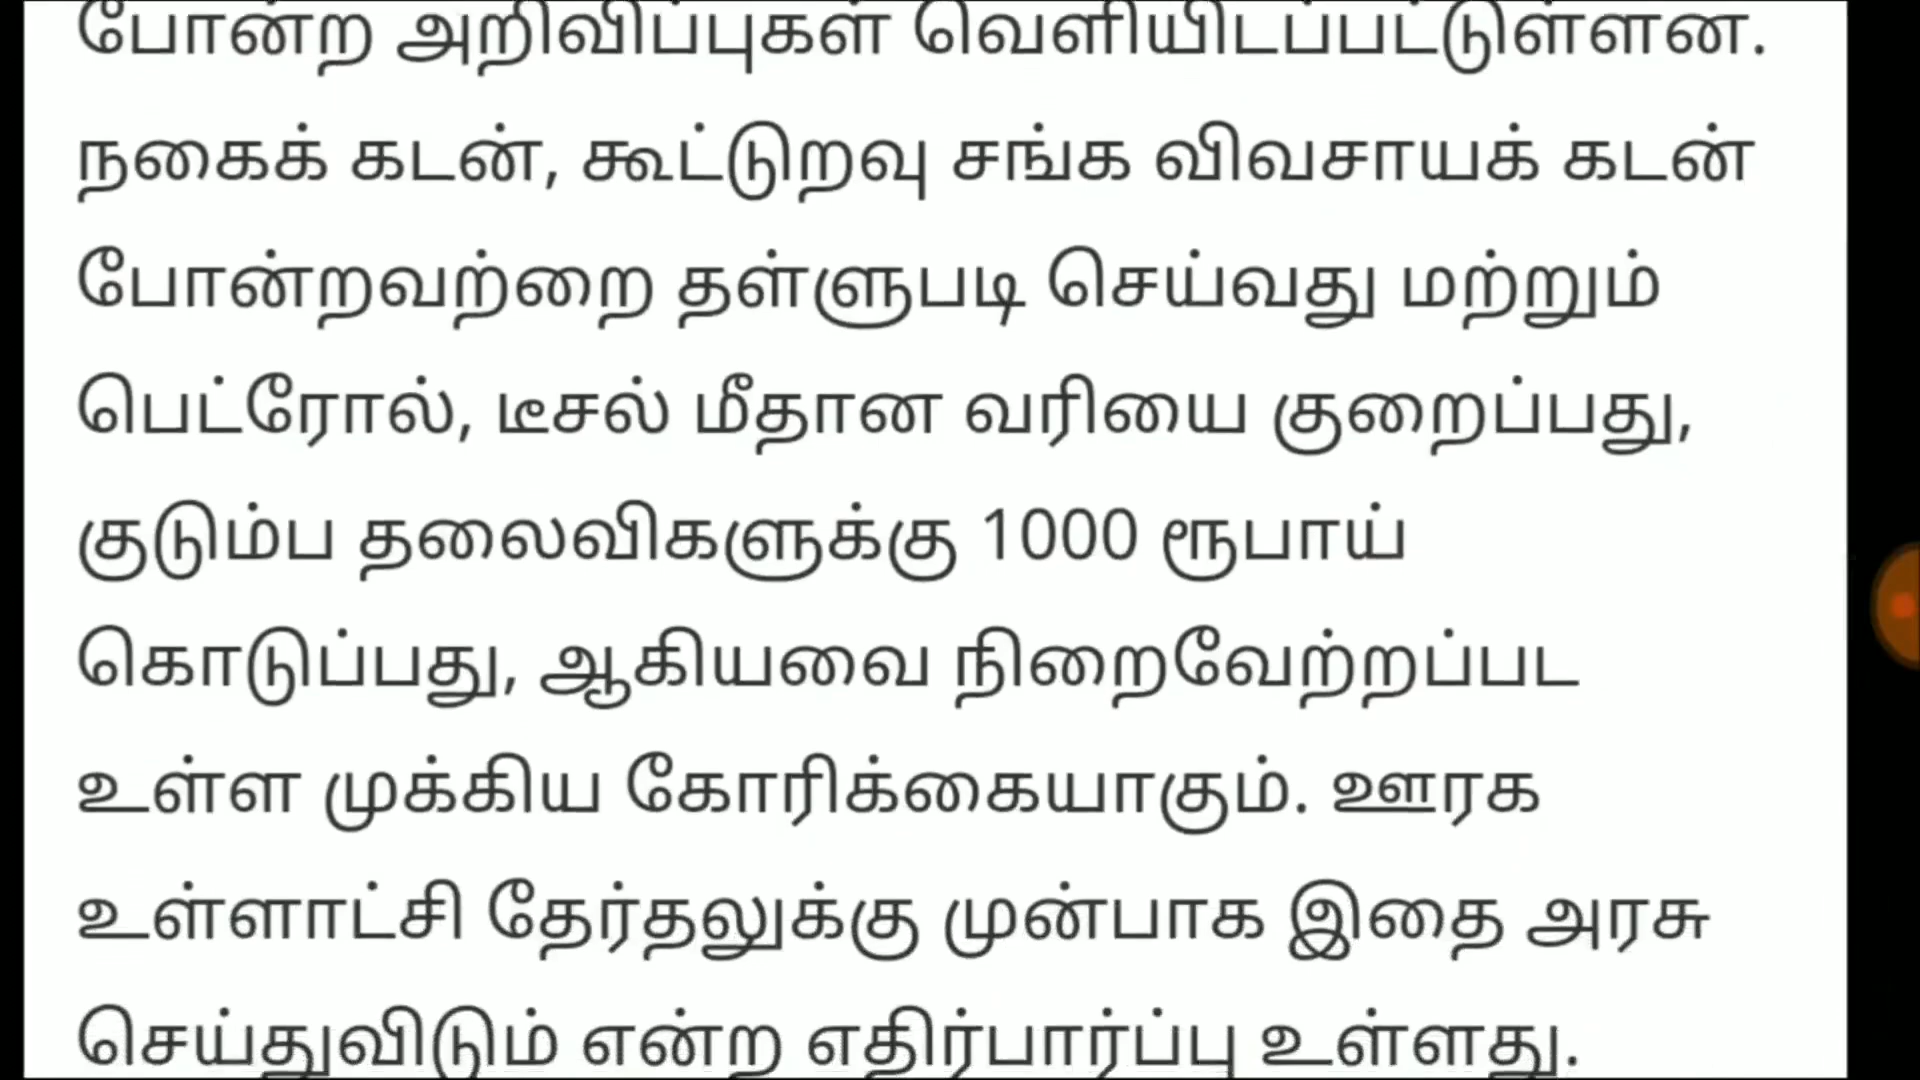 போன்ற அறிவிப்புகள் வெளியிடப்பட்டுள்ளன.
நகைக் கடன், கூட்டுறவு சங்க விவசாயக் கடன்
போன்றவற்றை தள்ளுபடி செய்வது மற்றும்
பெட்ரோல், டீசல் மீதான வரியை குறைப்பது,
குடும்ப தலைவிகளுக்கு 1000 ரூபாய்
கொடுப்பது, ஆகியவை நிறைவேற்றப்பட
உள்ள முக்கிய கோரிக்கையாகும். ஊரக
உள்ளாட்சி தேர்தலுக்கு முன்பாக இதை அரசு
செய்துவிடும் என்ற எதிர்பார்ப்பு உள்ளது.